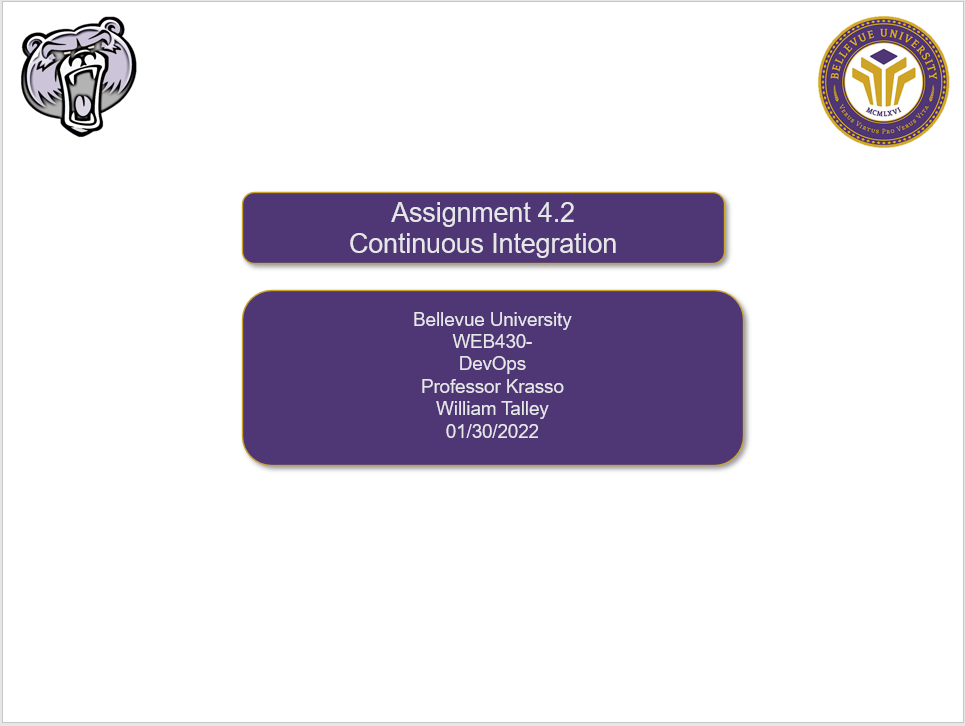 BELLEVUE UNIVERSITY
MCMLXVI
VERUS VIRTUS PRO VERUS VITA
Assignment 4.2
Continuous Integration
Bellevue University
WEB430-
DevOps
Professor Krasso
William Talley
01/30/2022